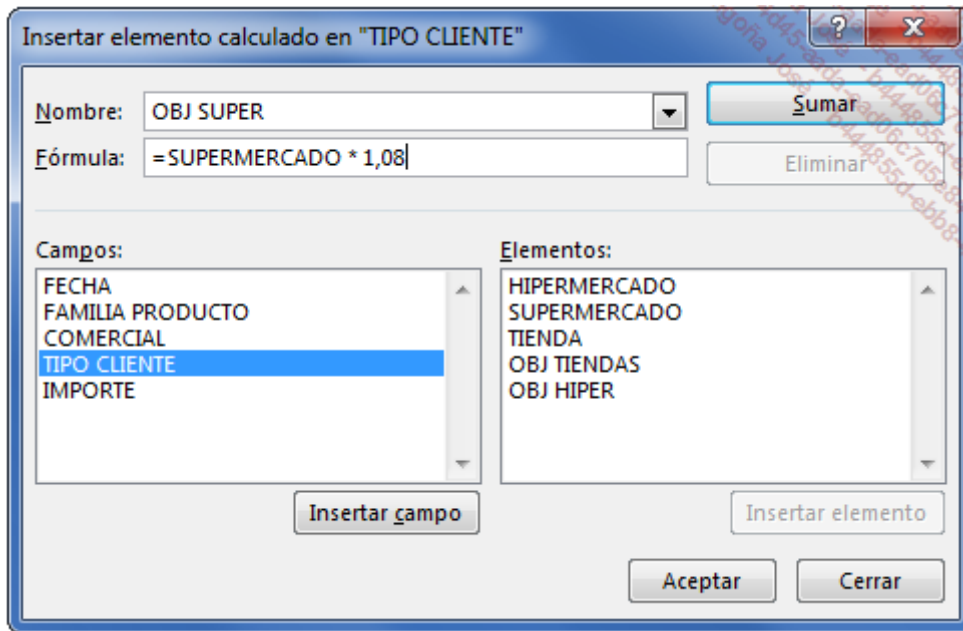 Insertar elemento calculado en "TIPO CLIENTE"
?
Nombre: OBJ SUPER
Sumar
Fórmula: =SUPERMERCADO * 1,08
Eliminar
Campos:
FECHA
FAMILIA PRODUCTO
COMERCIAL
TIPO CLIENTE
IMPORTE
Insertar campo
Elementos:
HIPERMERCADO
SUPERMERCADO
TIENDA
OBJ TIENDAS
OBJ HIPER
Insertar elemento
Aceptar
Cerrar